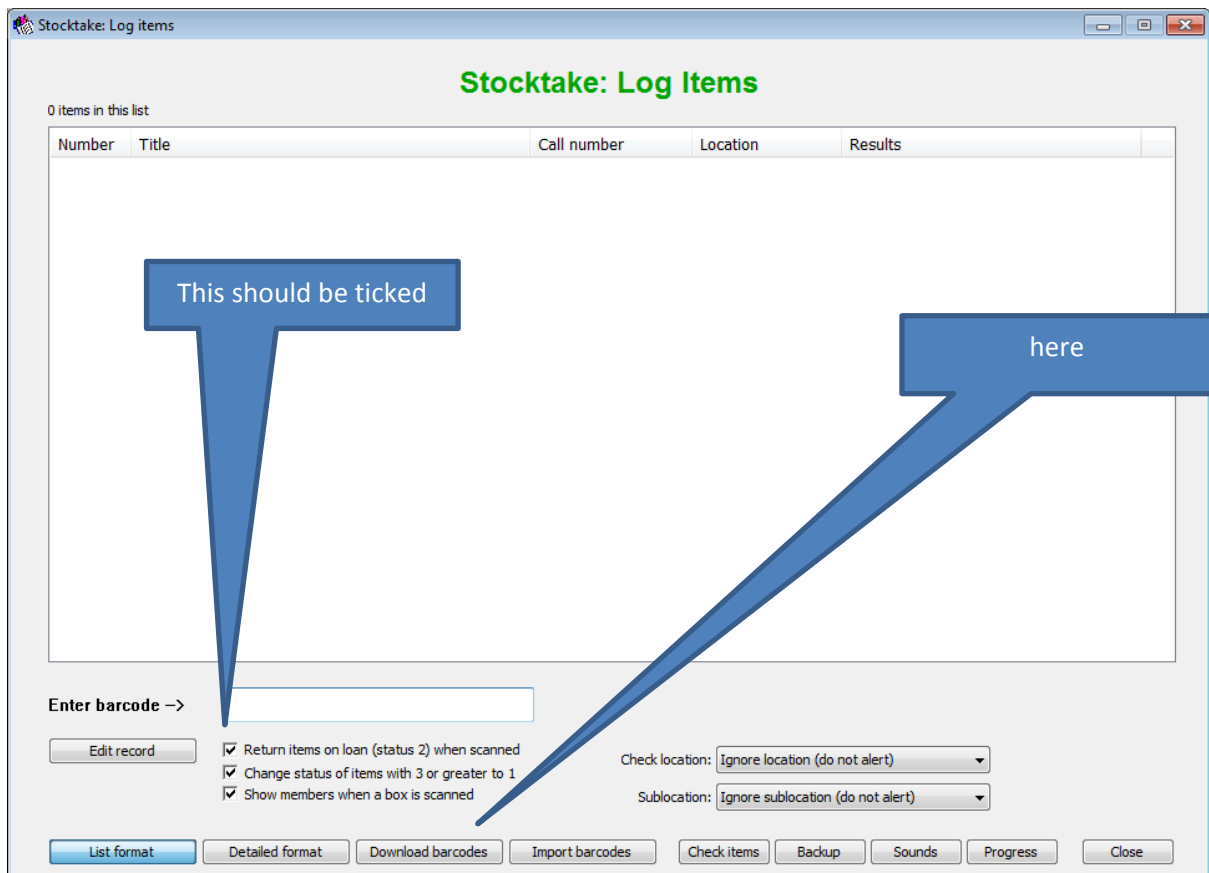 Stocktake: Log items
Stocktake: Log Items
0 items in this list
Number Title Call number Location Results
This should be ticked
here
Enter barcode –>
Edit record
Return items on loan (status 2) when scanned
Change status of items with 3 or greater to 1
Show members when a box is scanned
Check location: Ignore location (do not alert)
Sublocation: Ignore sublocation (do not alert)
List format Detailed format Download barcodes Import barcodes Check items Backup Sounds Progress Close